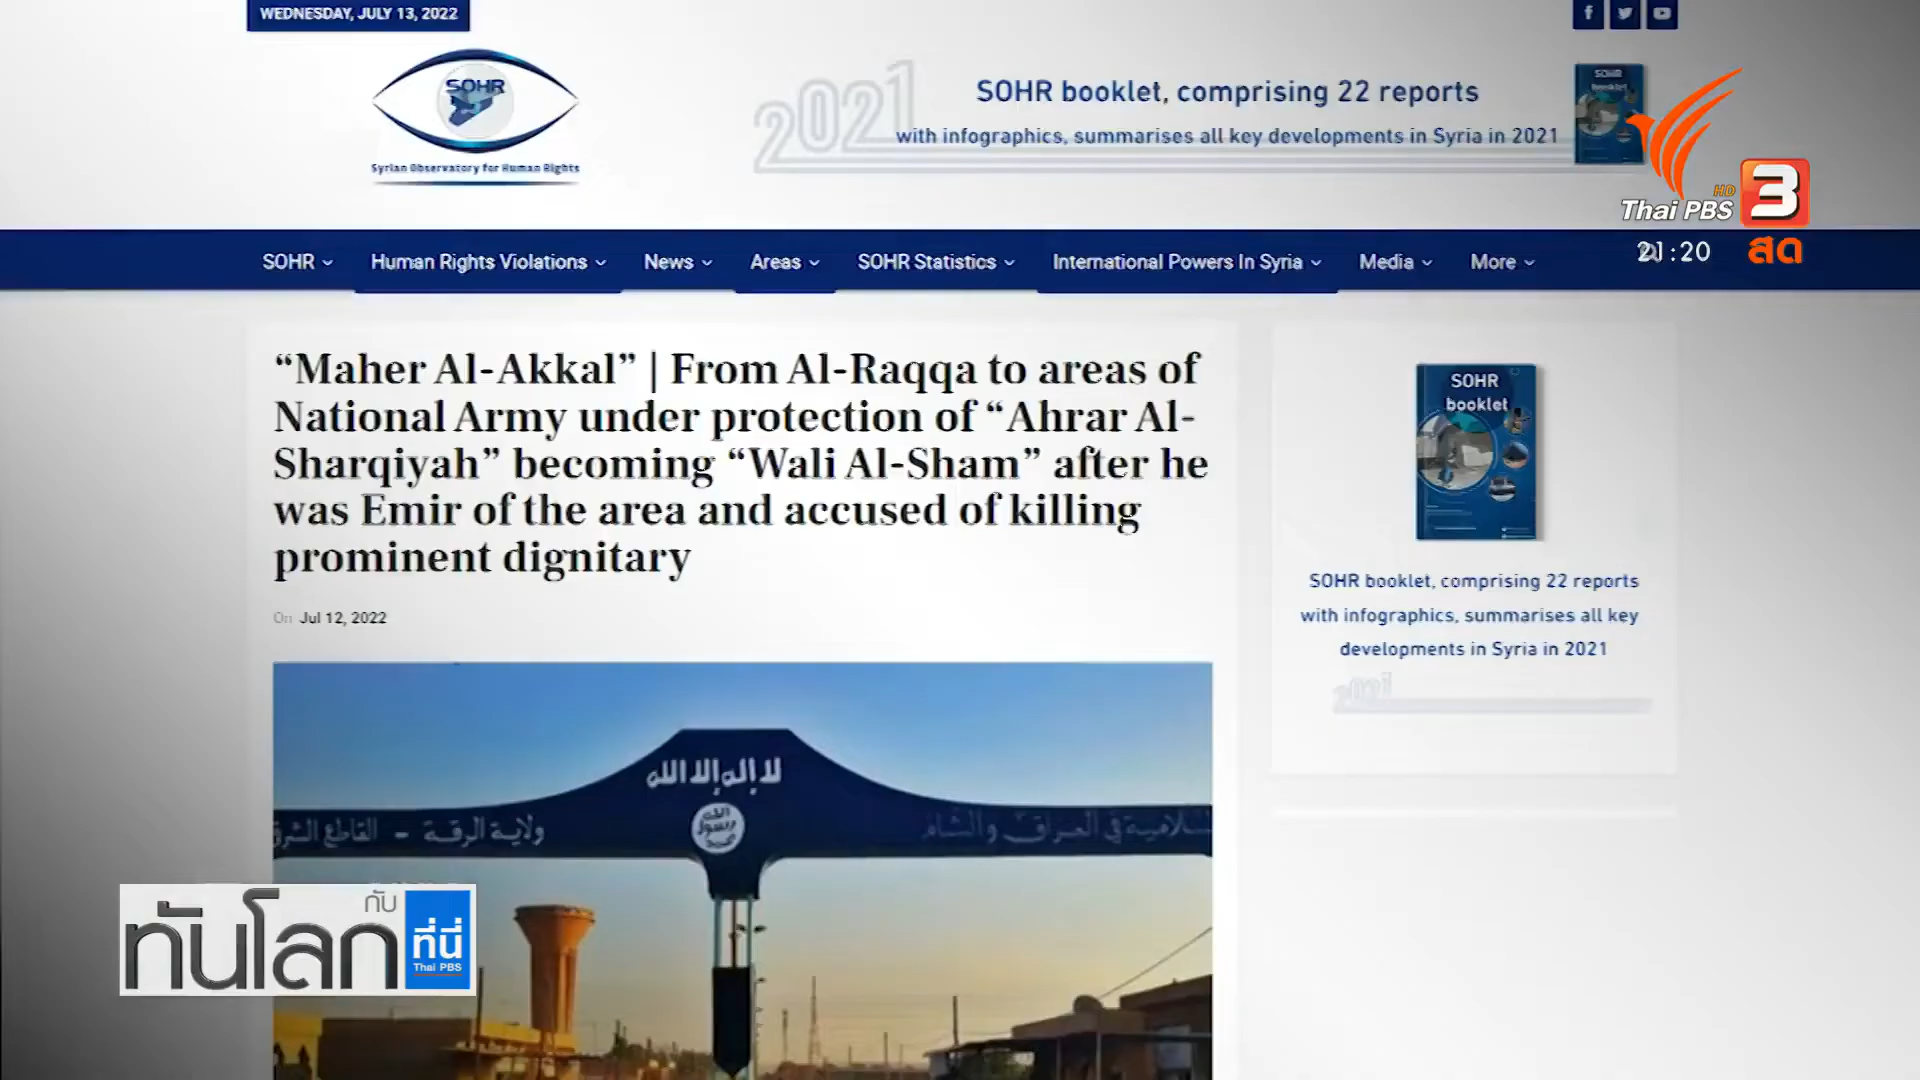 WEDNESDAY, JULY 13, 2022
SOHR
Syrian Observatory for Human Rights
2021
SOHR booklet, comprising 22 reports
with infographics, summarises all key developments in Syria in 2021
SOHR
booklet
Thai PBS
HD
3
21:20
สด
SOHR
Human Rights Violations
News
Areas
SOHR Statistics
International Powers In Syria
Media
More
“Maher Al-Akkal” | From Al-Raqqa to areas of
National Army under protection of “Ahrar Al-
Sharqiyah” becoming “Wali Al-Sham” after he
was Emir of the area and accused of killing
prominent dignitary
On Jul 12, 2022
SOHR
booklet
SOHR booklet, comprising 22 reports
with infographics, summarises all key
developments in Syria in 2021
2021
لا إله إلا الله
الله
رسول
محمد
سلامية في العراق والشام
ولاية الرقة - القاطع الشرق
ทันโลก
กับ
ที่นี่
Thai PBS